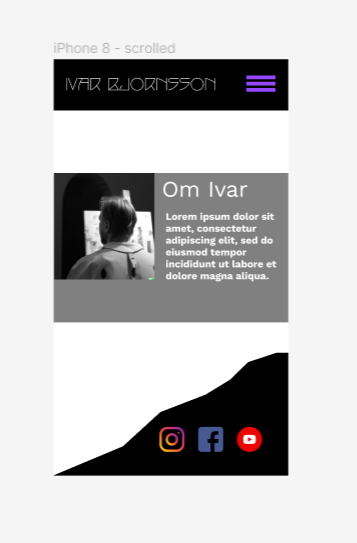 iPhone 8 - scrolled
IVAR BJORNSSON
Om Ivar
Lorem ipsum dolor sit
amet, consectetur
adipiscing elit, sed do
eiusmod tempor
incididunt ut labore et
dolore magna aliqua.